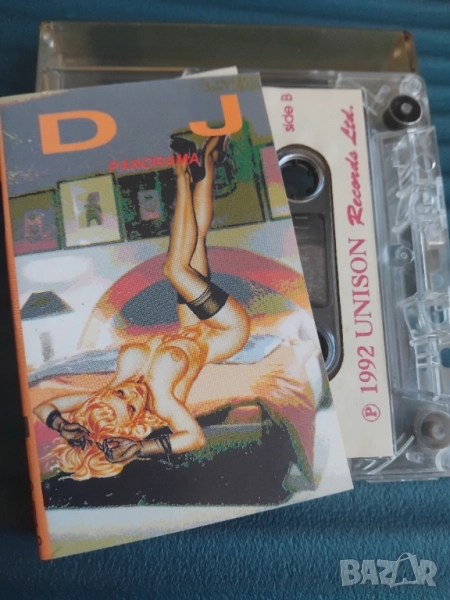 D J
PANORAMA
side B
℗ 1992 UNISON Records Ltd.
BAZAR